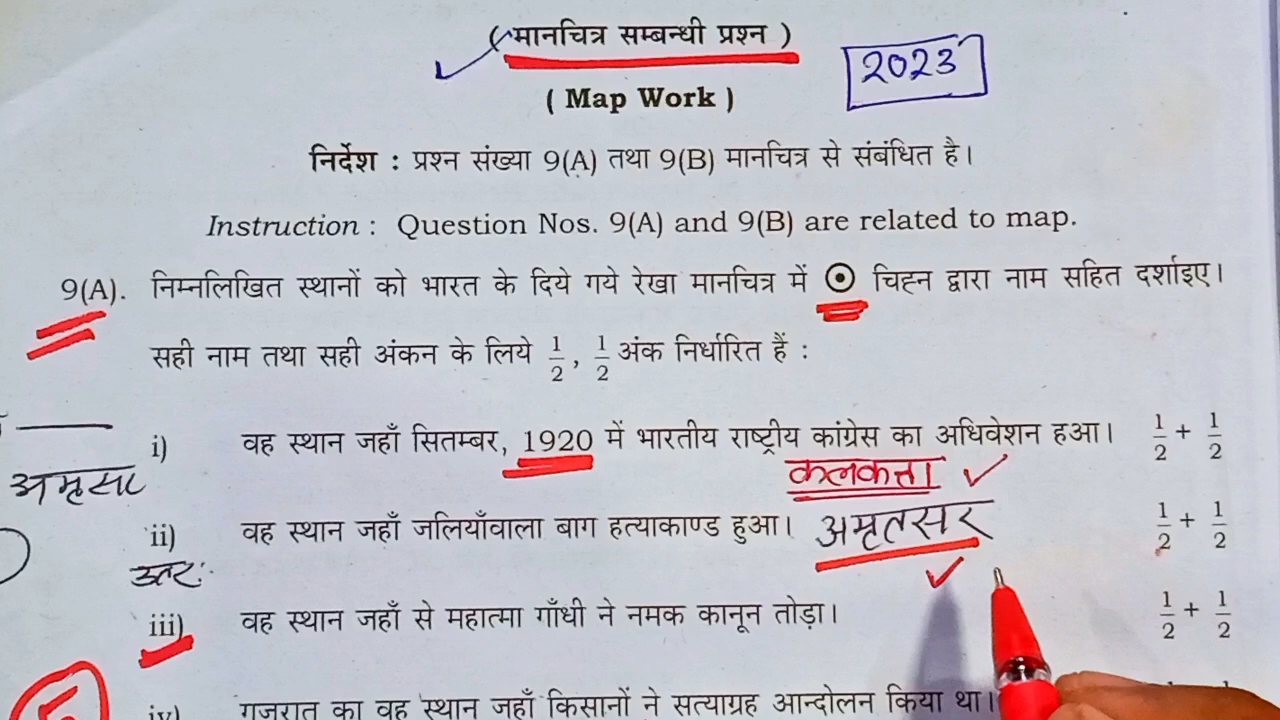 ( मानचित्र सम्बन्धी प्रश्न )
2023
( Map Work )
निर्देश : प्रश्न संख्या 9(A) तथा 9(B) मानचित्र से संबंधित है।
Instruction : Question Nos. 9(A) and 9(B) are related to map.
9(A). निम्नलिखित स्थानों को भारत के दिये गये रेखा मानचित्र में ⊙ चिह्न द्वारा नाम सहित दर्शाइए।
सही नाम तथा सही अंकन के लिये 1/2, 1/2 अंक निर्धारित हैं :
i) वह स्थान जहाँ सितम्बर, 1920 में भारतीय राष्ट्रीय कांग्रेस का अधिवेशन हुआ। 1/2 + 1/2
कलकत्ता
ii) वह स्थान जहाँ जलियाँवाला बाग हत्याकाण्ड हुआ। अमृतसर 1/2 + 1/2
iii) वह स्थान जहाँ से महात्मा गाँधी ने नमक कानून तोड़ा। 1/2 + 1/2
iv) गुजरात का वह स्थान जहाँ किसानों ने सत्याग्रह आन्दोलन किया था।